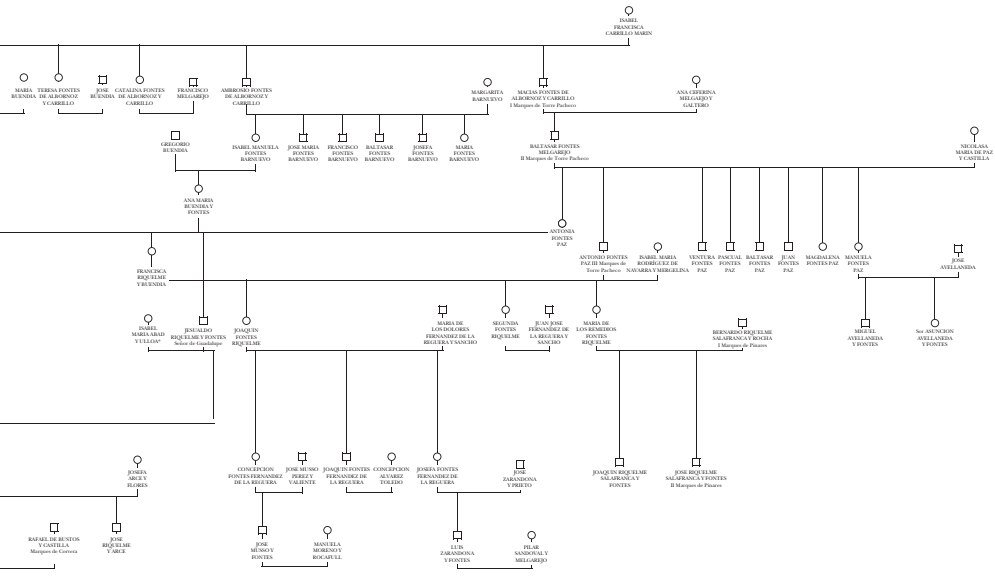 ISABEL
FRANCISCA
CARRILLO MARIN
MARIA
BUENDIA
TERESA FONTES
DE ALBORNOZ
Y CARRILLO
JOSE
BUENDIA
CATALINA FONTES
DE ALBORNOZ Y
CARRILLO
FRANCISCO
MELGAREJO
AMBROSIO FONTES
DE ALBORNOZ Y
CARRILLO
MARGARITA
BARNUEVO
MACIAS FONTES DE
ALBORNOZ Y CARRILLO
I Marques de Torre Pacheco
ANA CEFERINA
MELGAEJO Y
GALTERO
GREGORIO
BUENDIA
ISABEL MANUELA
FONTES
BARNUEVO
JOSE MARIA
FONTES
BARNUEVO
FRANCISCO
FONTES
BARNUEVO
BALTASAR
FONTES
BARNUEVO
JOSEFA
FONTES
BARNUEVO
MARIA
FONTES
BARNUEVO
BALTASAR FONTES
MELGAREJO
II Marques de Torre Pacheco
NICOLASA
MARIA DE PAZ
Y CASTILLA
ANA MARIA
BUENDIA Y
FONTES
ANTONIA
FONTES
PAZ
FRANCISCA
RIQUELME
Y BUENDIA
ANTONIO FONTES
PAZ III Marques de
Torre Pacheco
ISABEL MARIA
RODRIGUEZ DE
NAVARRA Y MERGELINA
VENTURA
FONTES
PAZ
PASCUAL
FONTES
PAZ
BALTASAR
FONTES
PAZ
JUAN
FONTES
PAZ
MAGDALENA
FONTES PAZ
MANUELA
FONTES
PAZ
JOSE
AVELLANEDA
ISABEL
MARIA ABAD
Y ULLOA*
JESUALDO
RIQUELME Y FONTES
Señor de Guadalupe
JOAQUIN
FONTES
RIQUELME
MARIA DE
LOS DOLORES
FERNANDEZ DE LA
REGUERA Y SANCHO
SEGUNDA
FONTES
RIQUELME
JUAN JOSE
FERNANDEZ DE
LA REGUERA Y
SANCHO
MARIA DE
LOS REMEDIOS
FONTES
RIQUELME
BERNARDO RIQUELME
SALAFRANCA Y ROCHA
I Marques de Pinares
MIGUEL
AVELLANEDA
Y FONTES
Sor ASUNCION
AVELLANEDA
Y FONTES
JOSEFA
ARCE Y
FLORES
CONCEPCION
FONTES FERNANDEZ
DE LA REGUERA
JOSE MUSSO
PEREZ Y
VALIENTE
JOAQUIN FONTES
FERNANDEZ DE
LA REGUERA
CONCEPCION
ALVAREZ
TOLEDO
JOSEFA FONTES
FERNANDEZ DE
LA REGUERA
JOSE
ZARANDONA
Y PRIETO
JOAQUIN RIQUELME
SALAFRANCA Y
FONTES
JOSE RIQUELME
SALAFRANCA Y FONTES
II Marques de Pinares
RAFAEL DE BUSTOS
Y CASTILLA
Marques de Corvera
JOSE
RIQUELME
Y ARCE
JOSE
MUSSO Y
FONTES
MANUELA
MORENO Y
ROCAFULL
LUIS
ZARANDONA
Y FONTES
PILAR
SANDOVAL Y
MELGAREJO